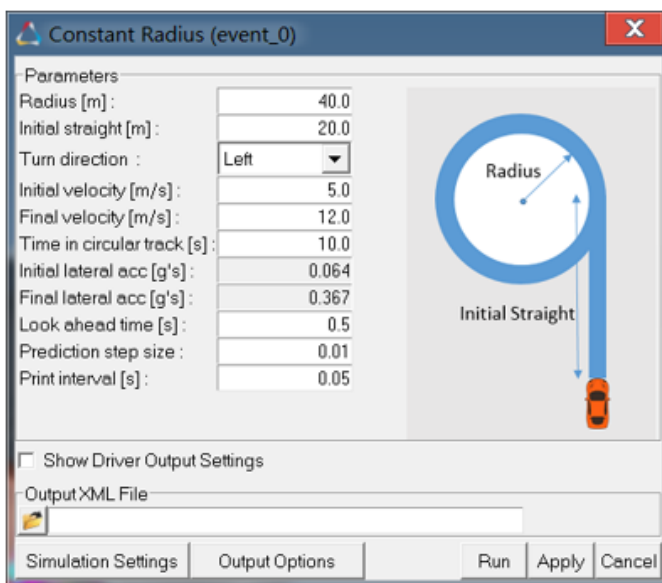 Constant Radius (event_0)
X
Parameters
Radius [m] : 40.0
Initial straight [m] : 20.0
Turn direction : Left
Initial velocity [m/s] : 5.0
Final velocity [m/s] : 12.0
Time in circular track [s] : 10.0
Initial lateral acc [g's] : 0.064
Final lateral acc [g's] : 0.367
Look ahead time [s] : 0.5
Prediction step size : 0.01
Print interval [s] : 0.05
Radius
Initial Straight
Show Driver Output Settings
Output XML File
Simulation Settings Output Options Run Apply Cancel